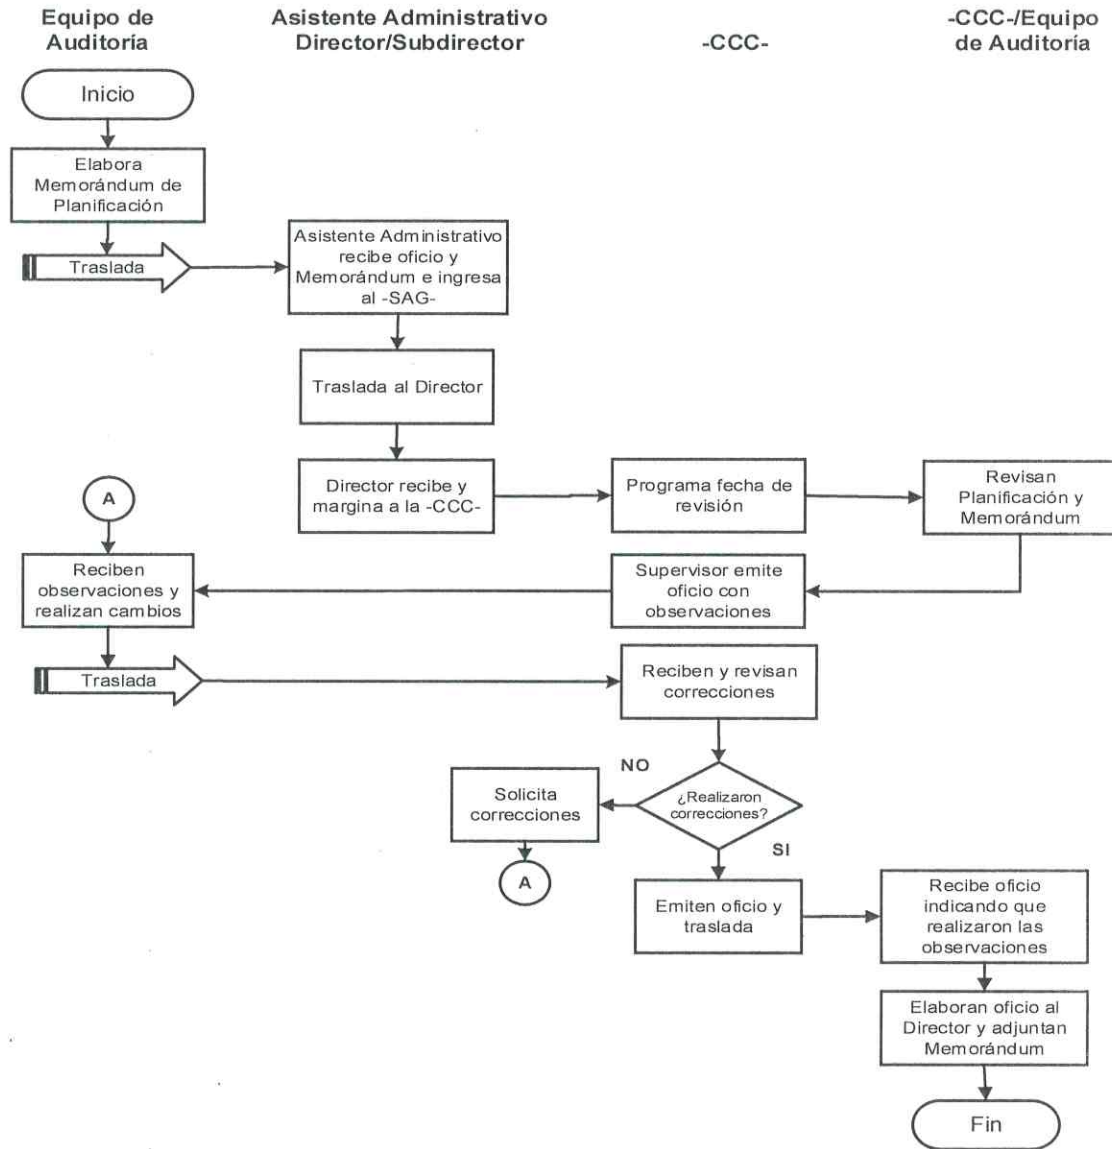 Equipo de
Auditoría
Asistente Administrativo
Director/Subdirector
-CCC-
-CCC-/Equipo
de Auditoría
Inicio
Elabora
Memorándum de
Planificación
Traslada
Asistente Administrativo
recibe oficio y
Memorándum e ingresa
al -SAG-
Traslada al Director
Director recibe y
margina a la -CCC-
Programa fecha de
revisión
Revisan
Planificación y
Memorándum
A
Reciben
observaciones y
realizan cambios
Supervisor emite
oficio con
observaciones
Traslada
Reciben y revisan
correcciones
NO
¿Realizaron
correcciones?
Solicita
correcciones
SI
A
Emiten oficio y
traslada
Recibe oficio
indicando que
realizaron las
observaciones
Elaboran oficio al
Director y adjuntan
Memorándum
Fin